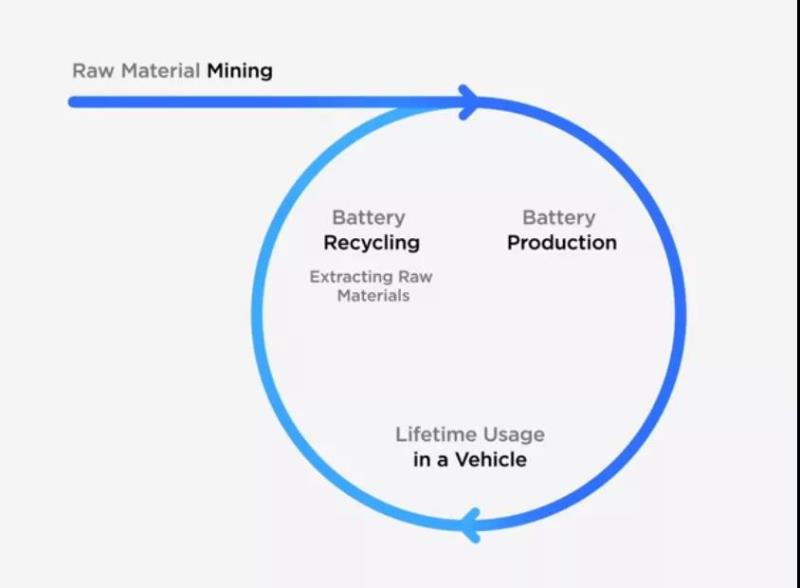 Raw Material Mining
Battery
Recycling
Extracting Raw
Materials
Battery
Production
Lifetime Usage
in a Vehicle